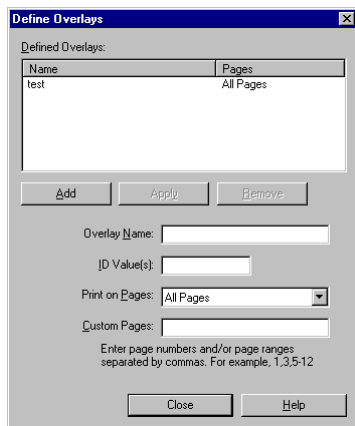 Define Overlays
Defined Overlays:
Name Pages
test All Pages
Add Apply Remove
Overlay Name:
ID Value(s):
Print on Pages: All Pages
Custom Pages:
Enter page numbers and/or page ranges
separated by commas. For example, 1,3,5-12
Close Help